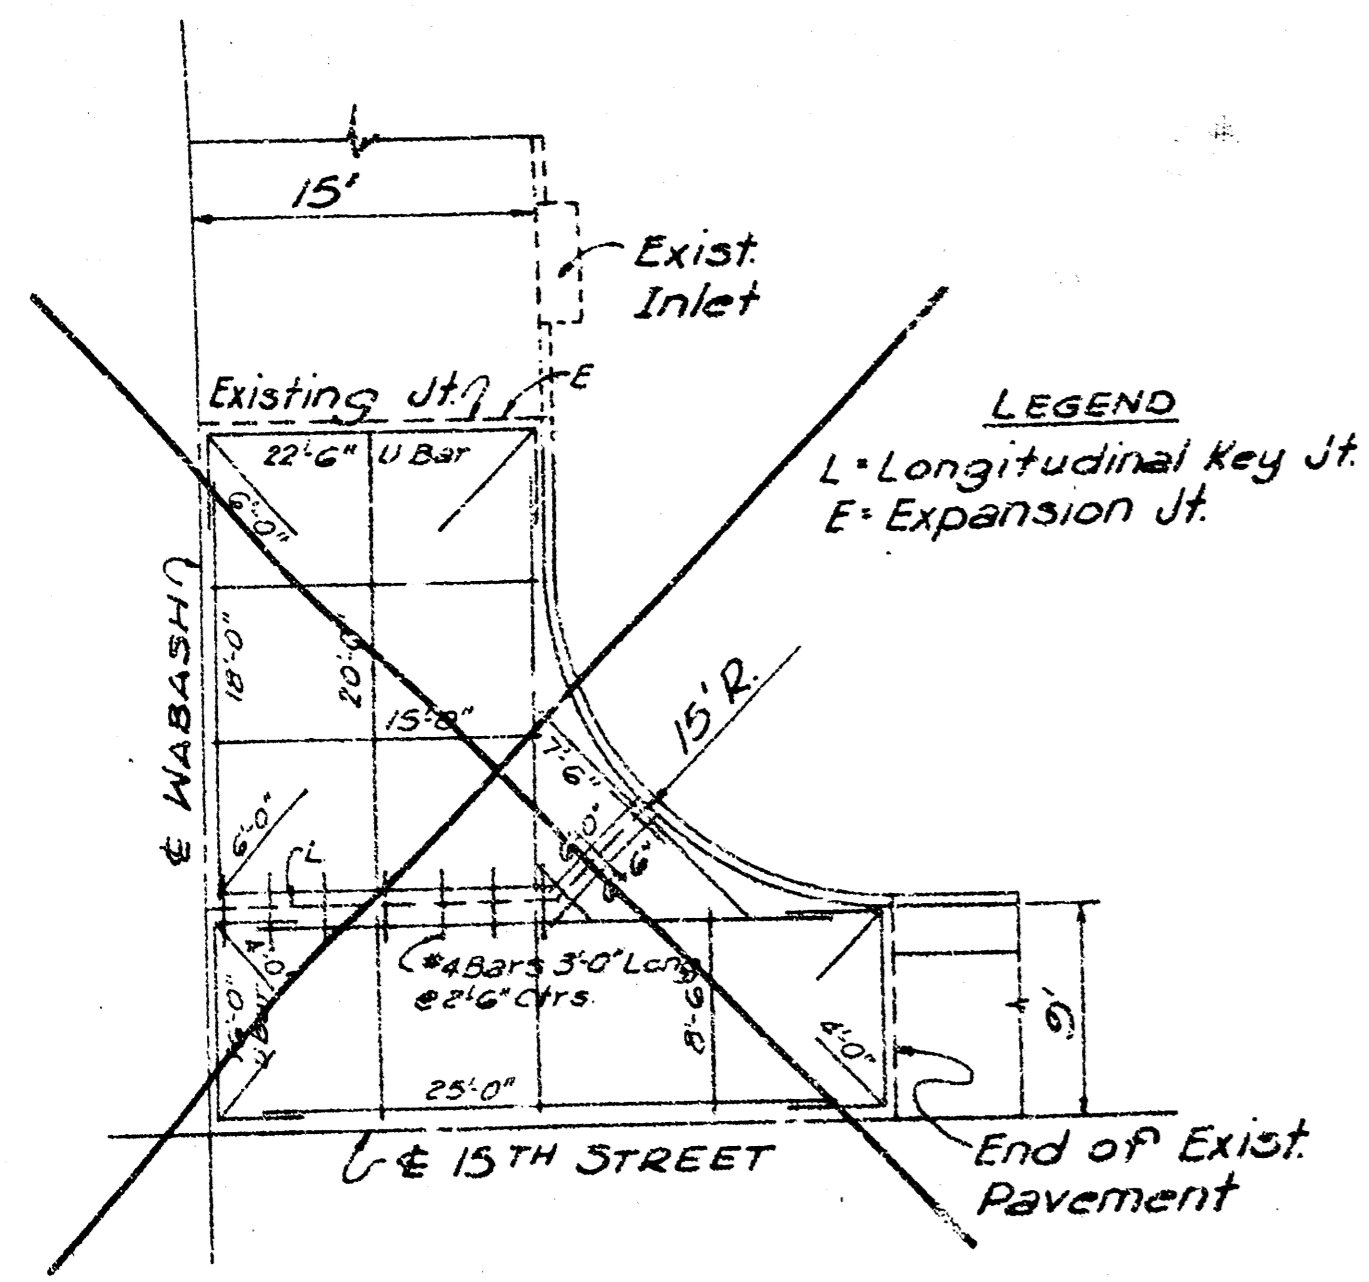 15'
Exist.
Inlet
Existing Jt.
E
22'-6" U Bar
LEGEND
L = Longitudinal Key Jt.
E = Expansion Jt.
6'-0"
18'-0"
20'-0"
℄ WABASH
15'-8"
15' R.
7'-6"
6'-0"
L
6"
4'-0"
U Bar
#4 Bars 3'-0" Long
@ 2'-6" Ctrs.
8'-6"
4'-0"
9'
25'-0"
℄ 15TH STREET
End of Exist.
Pavement